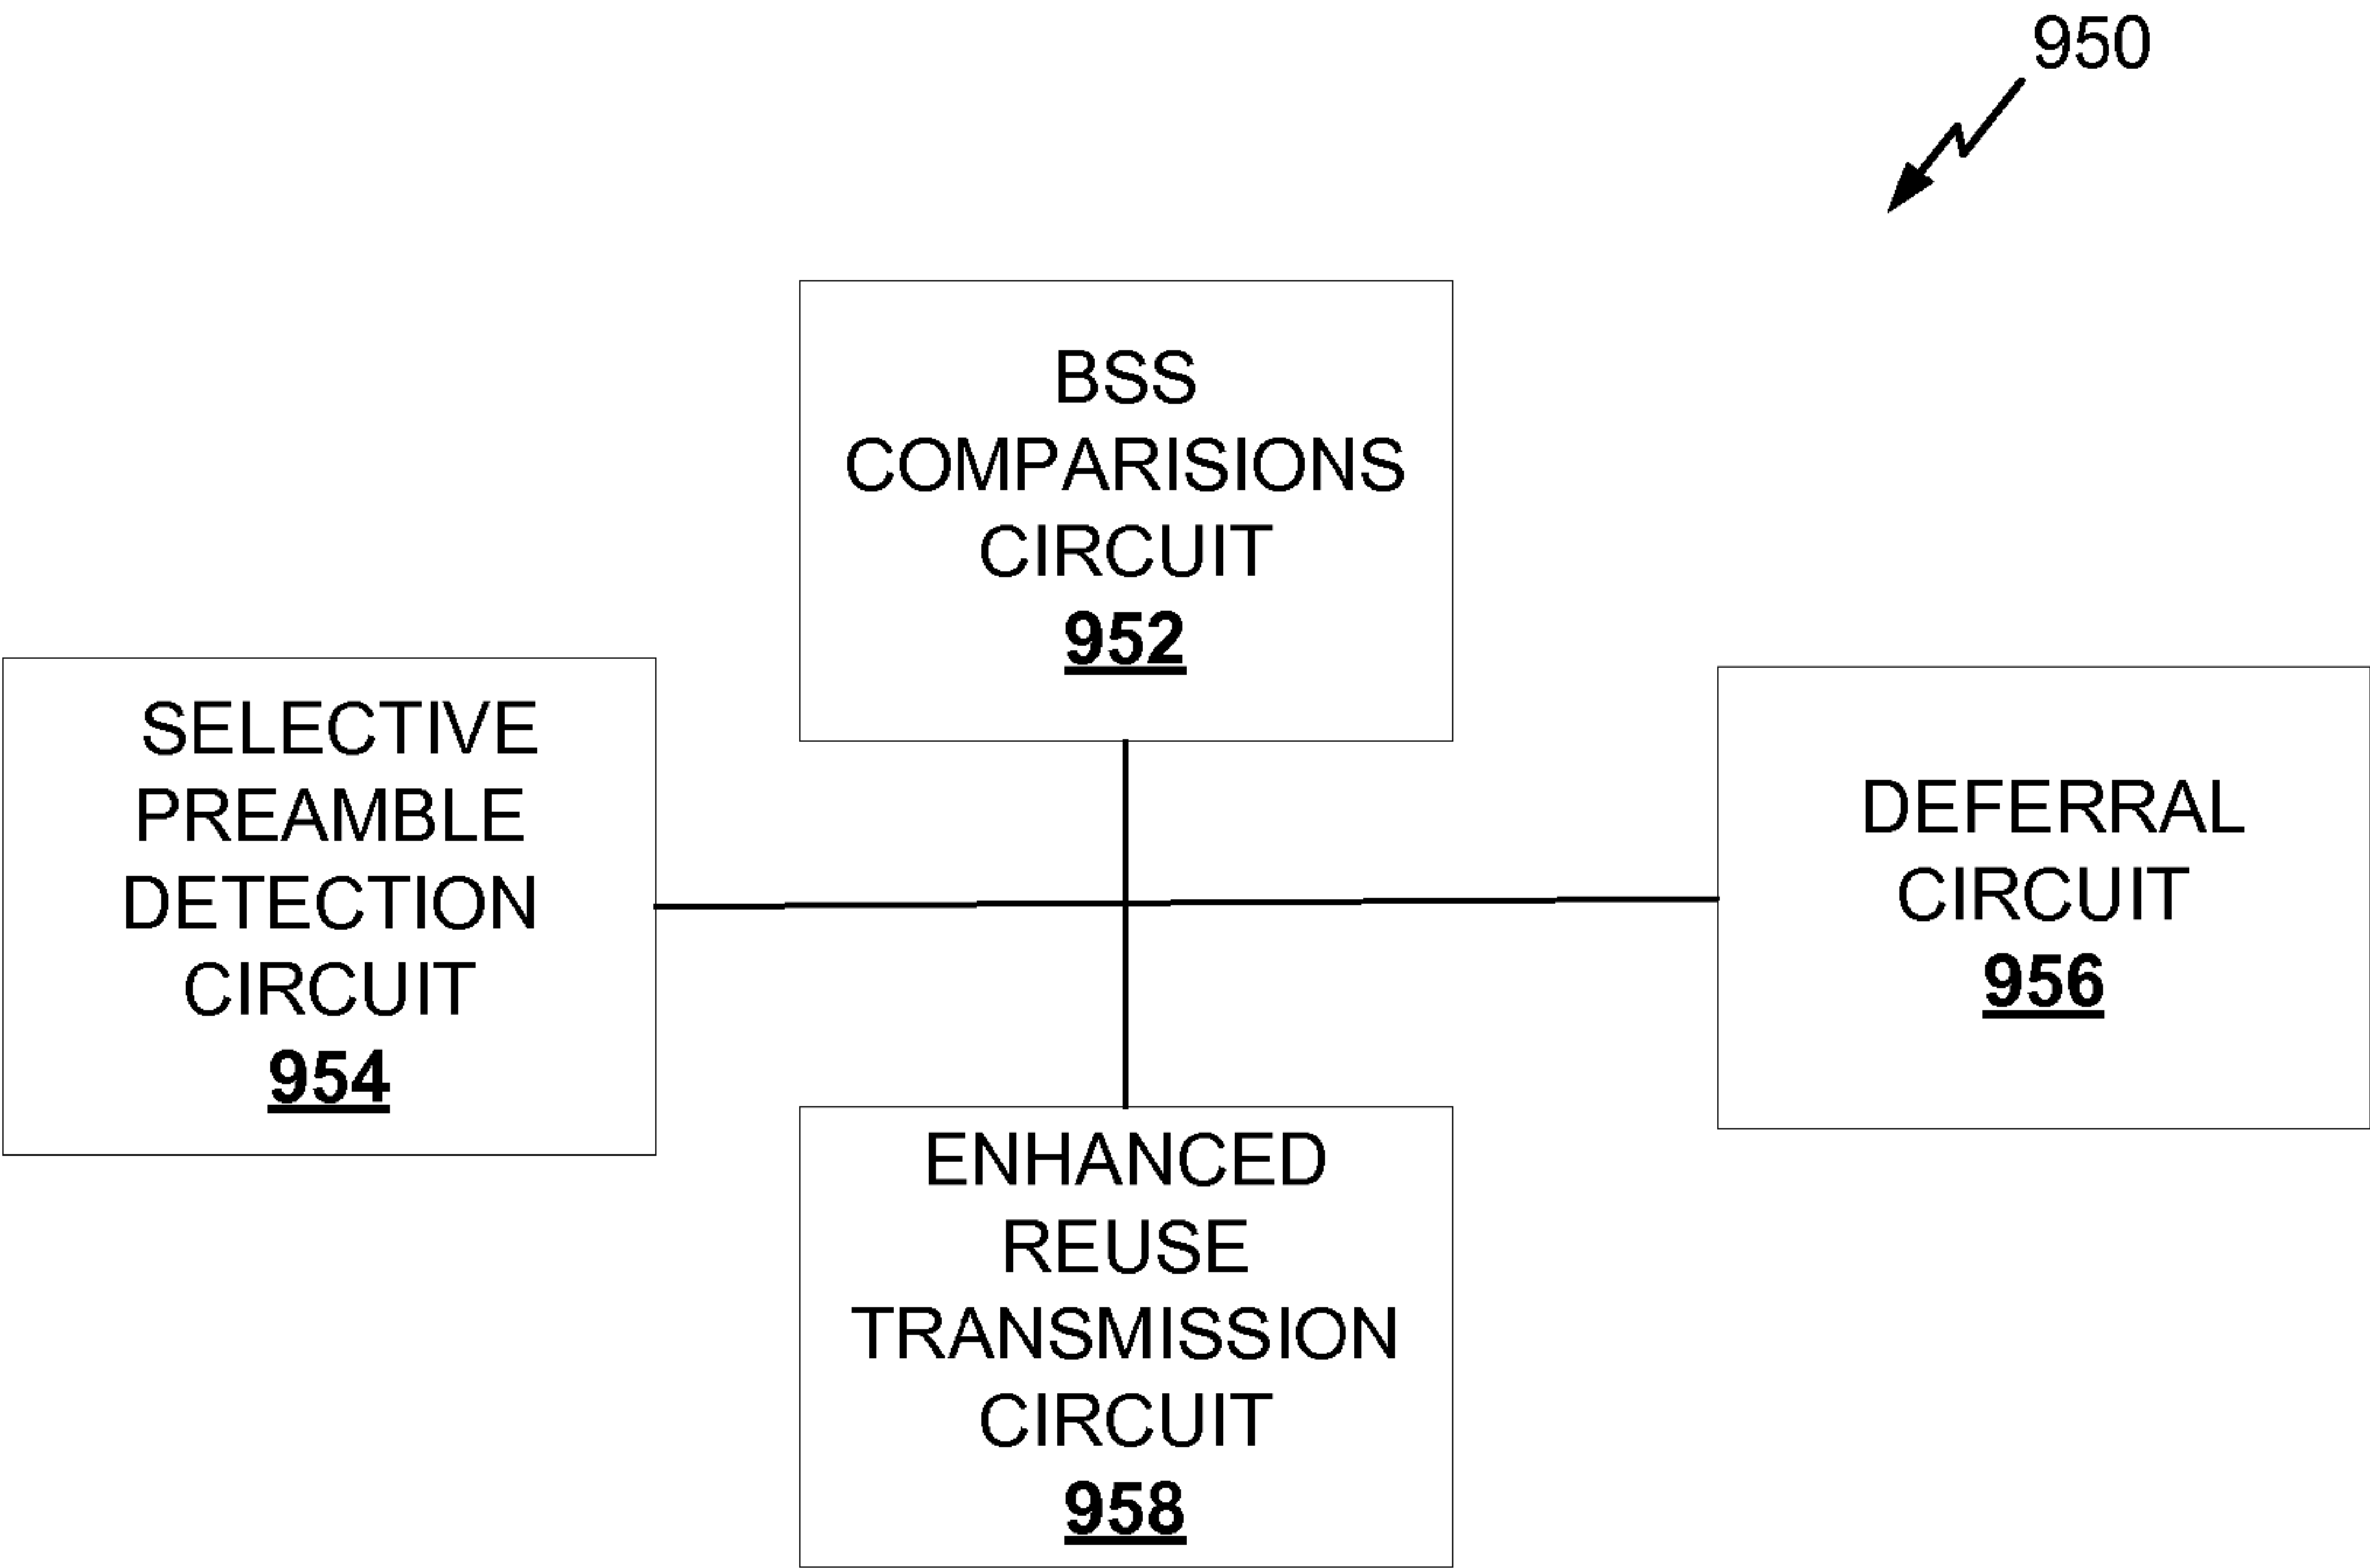 950
BSS
COMPARISIONS
CIRCUIT
952
SELECTIVE
PREAMBLE
DETECTION
CIRCUIT
954
DEFERRAL
CIRCUIT
956
ENHANCED
REUSE
TRANSMISSION
CIRCUIT
958